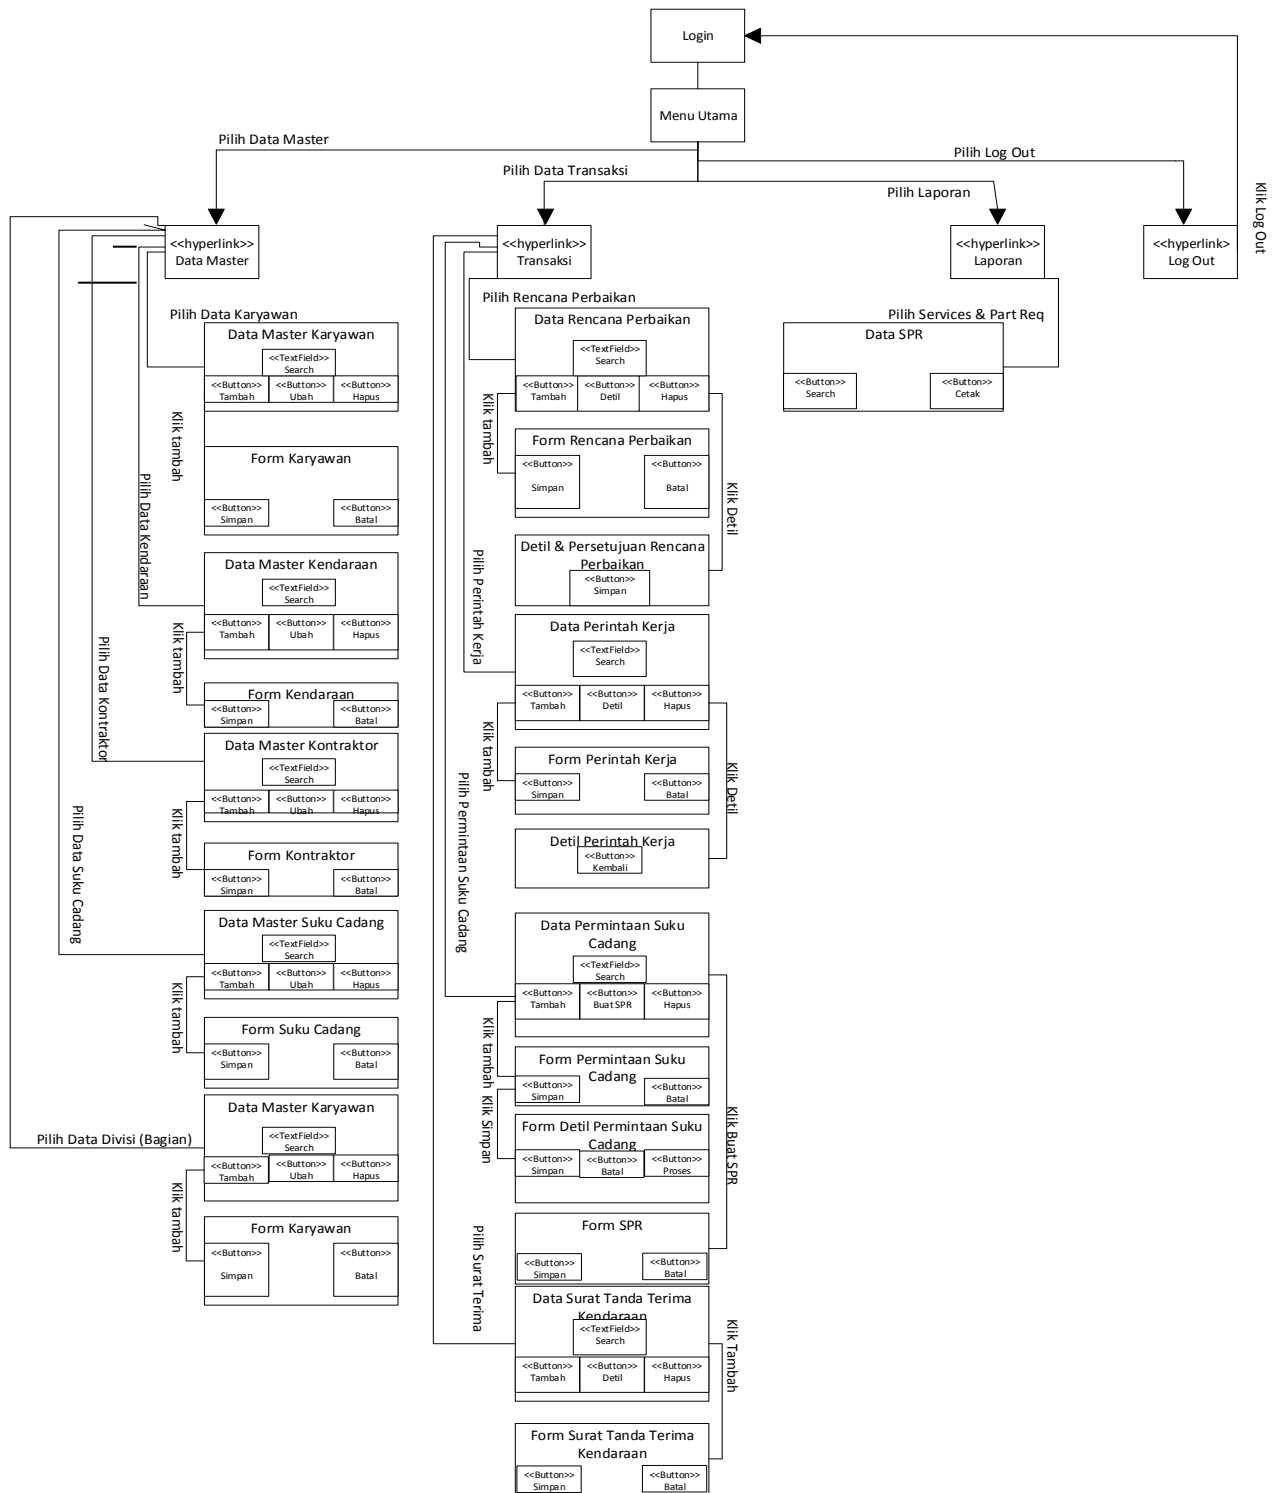 Login
Menu Utama
Pilih Data Master
Pilih Data Transaksi
Pilih Log Out
Pilih Laporan
Klik Log Out
<<hyperlink>>
Data Master
<<hyperlink>>
Transaksi
<<hyperlink>>
Laporan
<<hyperlink>
Log Out
Pilih Data Karyawan
Data Master Karyawan
<<TextField>>
Search
<<Button>>
Tambah
<<Button>>
Ubah
<<Button>>
Hapus
Klik tambah
Form Karyawan
<<Button>>
Simpan
<<Button>>
Batal
Pilih Data Kendaraan
Data Master Kendaraan
<<TextField>>
Search
<<Button>>
Tambah
<<Button>>
Ubah
<<Button>>
Hapus
Klik tambah
Form Kendaraan
<<Button>>
Simpan
<<Button>>
Batal
Pilih Data Kontraktor
Data Master Kontraktor
<<TextField>>
Search
<<Button>>
Tambah
<<Button>>
Ubah
<<Button>>
Hapus
Klik tambah
Form Kontraktor
<<Button>>
Simpan
<<Button>>
Batal
Pilih Data Suku Cadang
Data Master Suku Cadang
<<TextField>>
Search
<<Button>>
Tambah
<<Button>>
Ubah
<<Button>>
Hapus
Klik tambah
Form Suku Cadang
<<Button>>
Simpan
<<Button>>
Batal
Pilih Data Divisi (Bagian)
Data Master Karyawan
<<TextField>>
Search
<<Button>>
Tambah
<<Button>>
Ubah
<<Button>>
Hapus
Klik tambah
Form Karyawan
<<Button>>
Simpan
<<Button>>
Batal
Pilih Rencana Perbaikan
Data Rencana Perbaikan
<<TextField>>
Search
<<Button>>
Tambah
<<Button>>
Detil
<<Button>>
Hapus
Klik tambah
Form Rencana Perbaikan
<<Button>>
Simpan
<<Button>>
Batal
Klik Detil
Detil & Persetujuan Rencana
Perbaikan
<<Button>>
Simpan
Pilih Perintah Kerja
Data Perintah Kerja
<<TextField>>
Search
<<Button>>
Tambah
<<Button>>
Detil
<<Button>>
Hapus
Klik tambah
Form Perintah Kerja
<<Button>>
Simpan
<<Button>>
Batal
Klik Detil
Detil Perintah Kerja
<<Button>>
Kembali
Pilih Permintaan Suku Cadang
Data Permintaan Suku
Cadang
<<TextField>>
Search
<<Button>>
Tambah
<<Button>>
Buat SPR
<<Button>>
Hapus
Klik tambah
Form Permintaan Suku
Cadang
<<Button>>
Simpan
<<Button>>
Batal
Klik Simpan
Form Detil Permintaan Suku
Cadang
<<Button>>
Simpan
<<Button>>
Batal
<<Button>>
Proses
Klik Buat SPR
Form SPR
<<Button>>
Simpan
<<Button>>
Batal
Pilih Surat Terima
Data Surat Tanda Terima
Kendaraan
<<TextField>>
Search
<<Button>>
Tambah
<<Button>>
Detil
<<Button>>
Hapus
Klik Tambah
Form Surat Tanda Terima
Kendaraan
<<Button>>
Simpan
<<Button>>
Batal
Pilih Services & Part Req
Data SPR
<<Button>>
Search
<<Button>>
Cetak